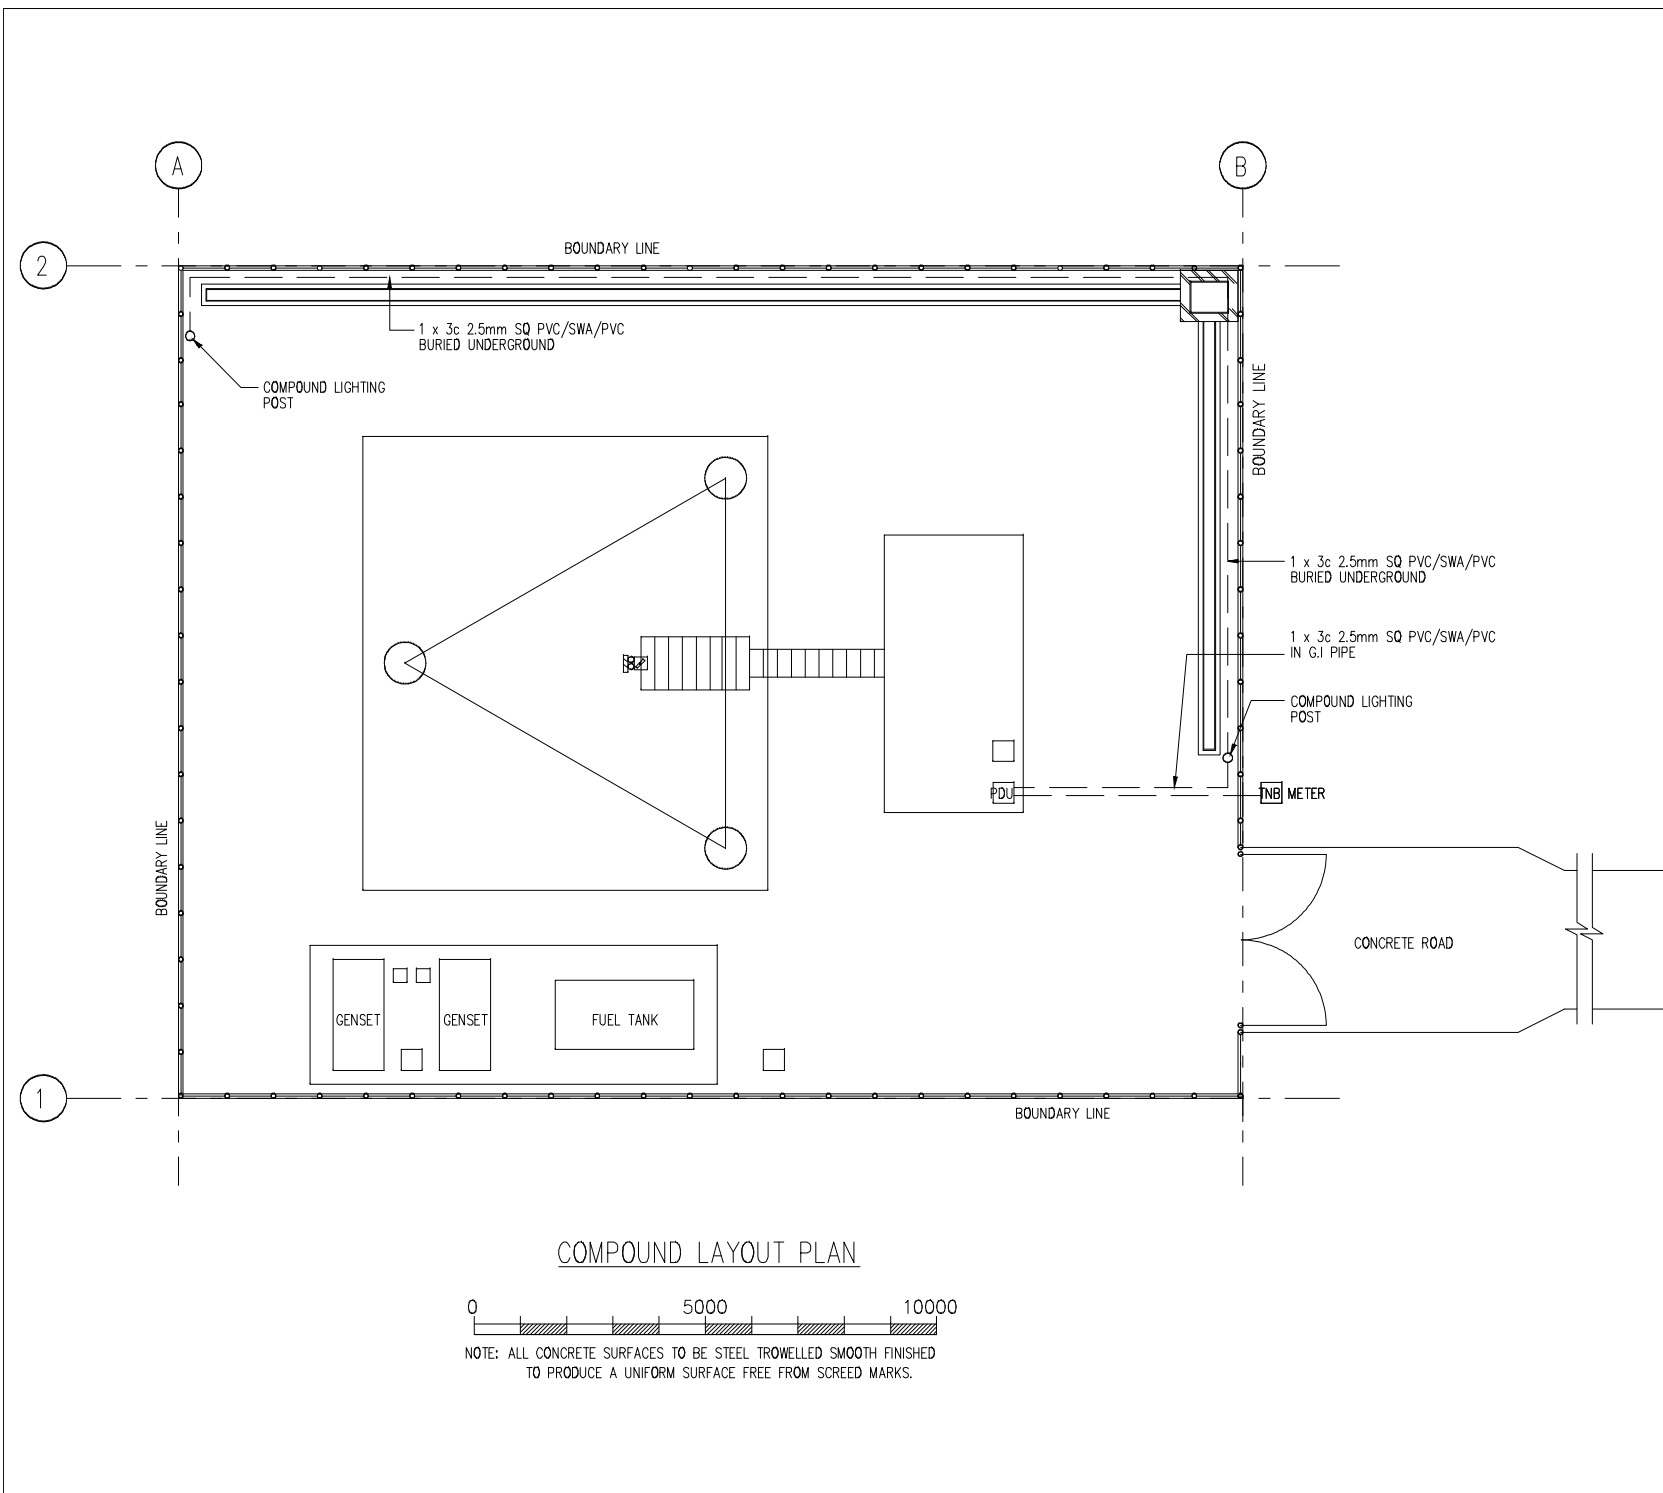 A
B
2
BOUNDARY LINE
1 x 3c 2.5mm SQ PVC/SWA/PVC
BURIED UNDERGROUND
COMPOUND LIGHTING
POST
BOUNDARY LINE
1 x 3c 2.5mm SQ PVC/SWA/PVC
BURIED UNDERGROUND
1 x 3c 2.5mm SQ PVC/SWA/PVC
IN G.I PIPE
COMPOUND LIGHTING
POST
PDU
TNB METER
BOUNDARY LINE
CONCRETE ROAD
GENSET
GENSET
FUEL TANK
1
BOUNDARY LINE
COMPOUND LAYOUT PLAN
0 5000 10000
NOTE: ALL CONCRETE SURFACES TO BE STEEL TROWELLED SMOOTH FINISHED
TO PRODUCE A UNIFORM SURFACE FREE FROM SCREED MARKS.